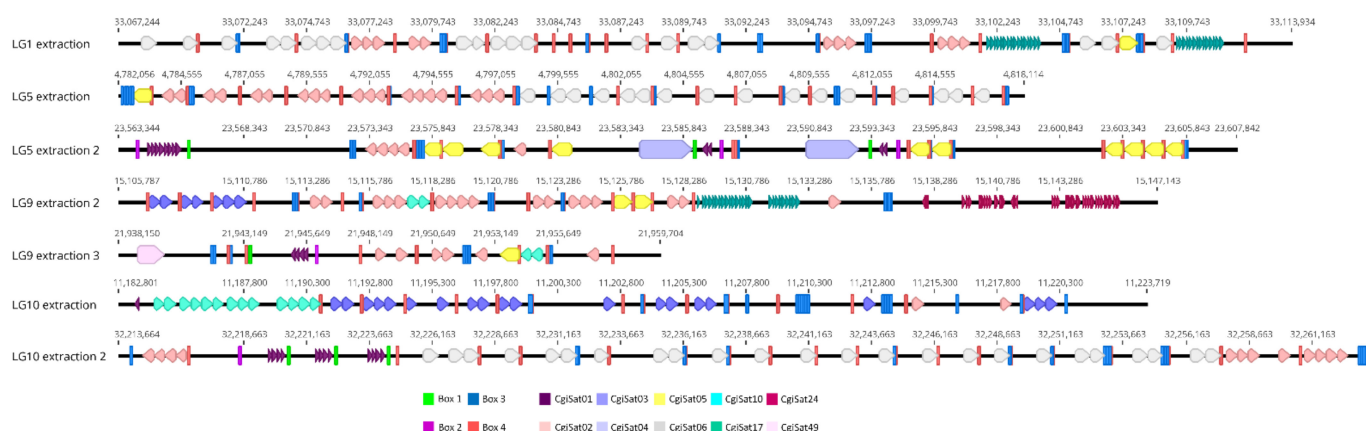 33,067,244 33,072,243 33,074,743 33,077,243 33,079,743 33,082,243 33,084,743 33,087,243 33,089,743 33,092,243 33,094,743 33,097,243 33,099,743 33,102,243 33,104,743 33,107,243 33,109,743 33,113,934
LG1 extraction
4,782,056 4,784,555 4,787,055 4,789,555 4,792,055 4,794,555 4,797,055 4,799,555 4,802,055 4,804,555 4,807,055 4,809,555 4,812,055 4,814,555 4,818,114
LG5 extraction
23,563,344 23,568,343 23,570,843 23,573,343 23,575,843 23,578,343 23,580,843 23,583,343 23,585,843 23,588,343 23,590,843 23,593,343 23,595,843 23,598,343 23,600,843 23,603,343 23,605,843 23,607,842
LG5 extraction 2
15,105,787 15,110,786 15,113,286 15,115,786 15,118,286 15,120,786 15,123,286 15,125,786 15,128,286 15,130,786 15,133,286 15,135,786 15,138,286 15,140,786 15,143,286 15,147,143
LG9 extraction 2
21,938,150 21,943,149 21,945,649 21,948,149 21,950,649 21,953,149 21,955,649 21,959,704
LG9 extraction 3
11,182,801 11,187,800 11,190,300 11,192,800 11,195,300 11,197,800 11,200,300 11,202,800 11,205,300 11,207,800 11,210,300 11,212,800 11,215,300 11,217,800 11,220,300 11,223,719
LG10 extraction
32,213,664 32,218,663 32,221,163 32,223,663 32,226,163 32,228,663 32,231,163 32,233,663 32,236,163 32,238,663 32,241,163 32,243,663 32,246,163 32,248,663 32,251,163 32,253,663 32,256,163 32,258,663 32,261,163
LG10 extraction 2
Box 1 Box 3 CgiSat01 CgiSat03 CgiSat05 CgiSat10 CgiSat24
Box 2 Box 4 CgiSat02 CgiSat04 CgiSat06 CgiSat17 CgiSat49